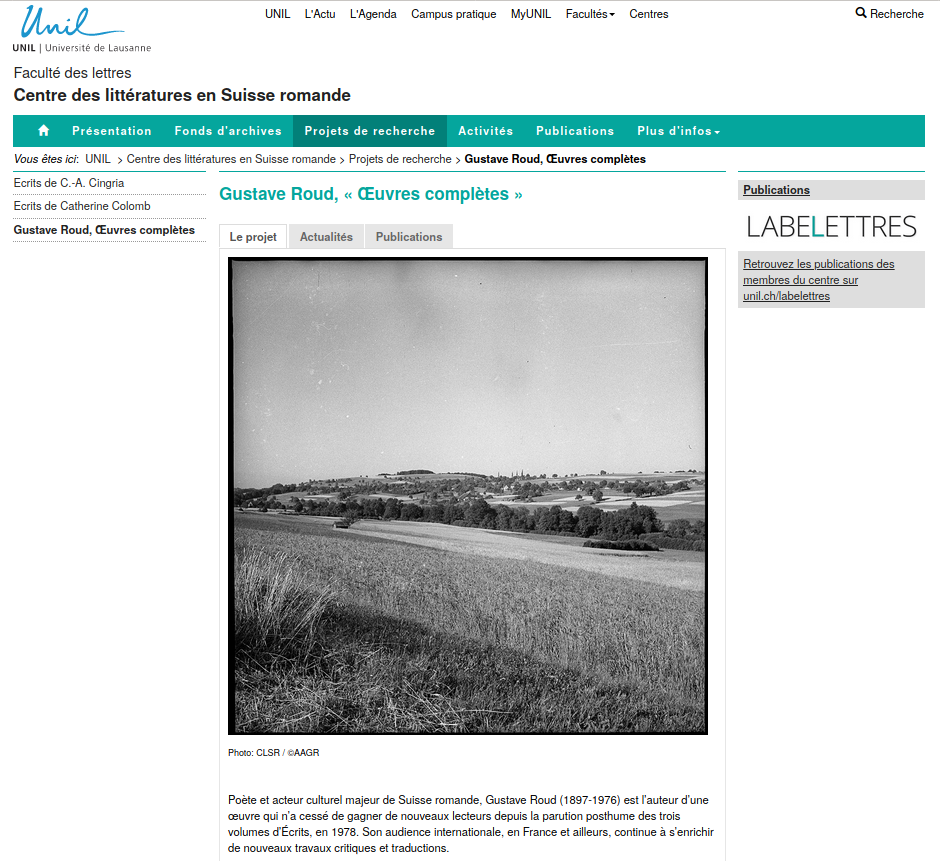 Unil
UNIL | Université de Lausanne
UNIL L'Actu L'Agenda Campus pratique MyUNIL Facultés Centres
Recherche
Faculté des lettres
Centre des littératures en Suisse romande
Présentation Fonds d'archives Projets de recherche Activités Publications Plus d'infos
Vous êtes ici: UNIL > Centre des littératures en Suisse romande > Projets de recherche > Gustave Roud, Œuvres complètes
Ecrits de C.-A. Cingria
Ecrits de Catherine Colomb
Gustave Roud, Œuvres complètes
Gustave Roud, « Œuvres complètes »
Le projet Actualités Publications
Photo: CLSR / ©AAGR
Poète et acteur culturel majeur de Suisse romande, Gustave Roud (1897-1976) est l'auteur d'une
œuvre qui n'a cessé de gagner de nouveaux lecteurs depuis la parution posthume des trois
volumes d'Écrits, en 1978. Son audience internationale, en France et ailleurs, continue à s'enrichir
de nouveaux travaux critiques et traductions.
Publications
LABELETTRES
Retrouvez les publications des
membres du centre sur
unil.ch/labelettres